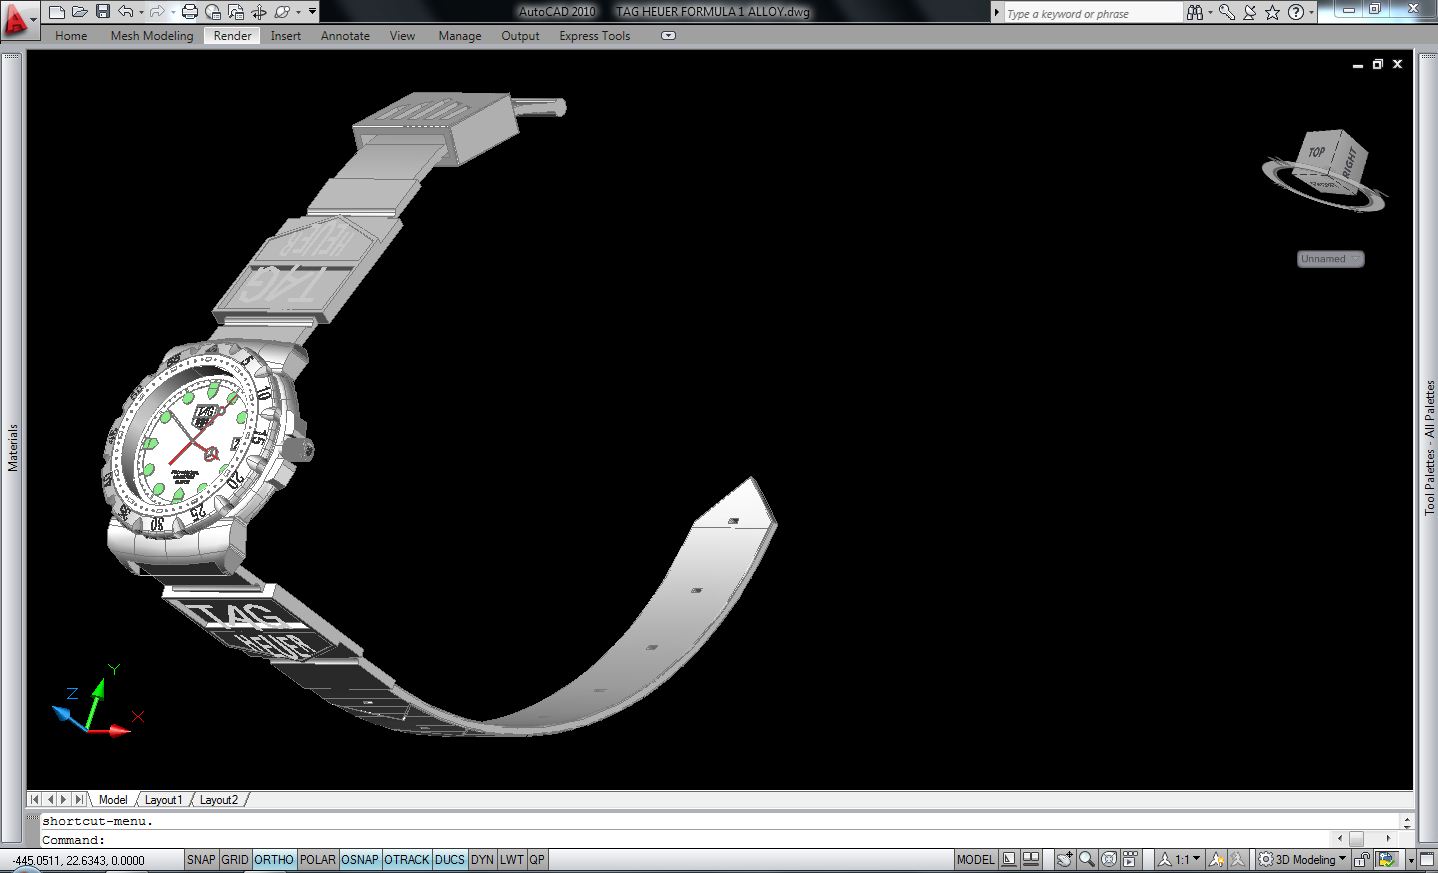 AutoCAD 2010 TAG HEUER FORMULA 1 ALLOY.dwg
Type a keyword or phrase
Home Mesh Modeling Render Insert Annotate View Manage Output Express Tools
TOP
RIGHT
Unnamed
Materials
Tool Palettes - All Palettes
HEUER
TAG
55
5
10
15
20
25
30
35
TAG
TAG
HEUER
Y
Z
X
Model Layout1 Layout2
shortcut-menu.
Command:
-445.0511, 22.6343, 0.0000 SNAP GRID ORTHO POLAR OSNAP OTRACK DUCS DYN LWT QP MODEL 1:1 3D Modeling